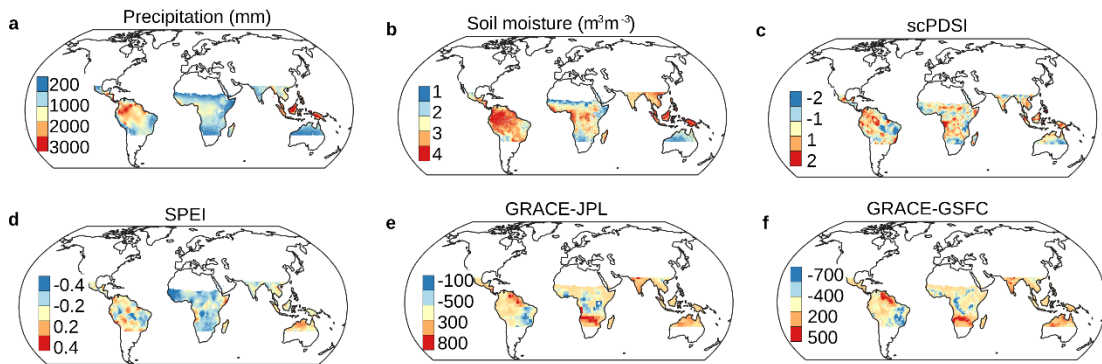 a
Precipitation (mm)
200
1000
2000
3000
b
Soil moisture (m³m⁻³)
1
2
3
4
c
scPDSI
-2
-1
1
2
d
SPEI
-0.4
-0.2
0.2
0.4
e
GRACE-JPL
-100
-500
300
800
f
GRACE-GSFC
-700
-400
200
500